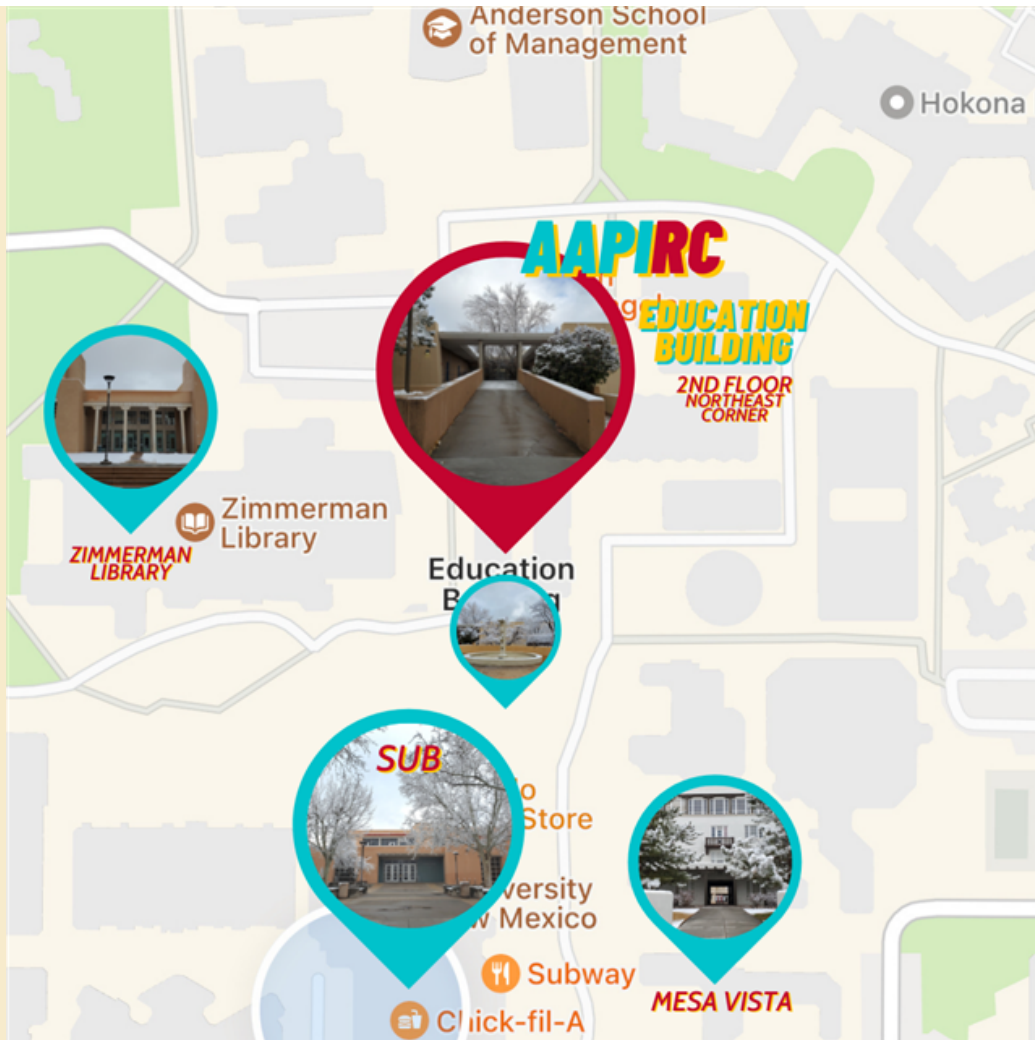 Anderson School
of Management
Hokona
AAPIRC
EDUCATION
BUILDING
2ND FLOOR
NORTHEAST
CORNER
Zimmerman
Library
ZIMMERMAN
LIBRARY
Education
SUB
Store
Mexico
Subway
MESA VISTA
Chick-fil-A